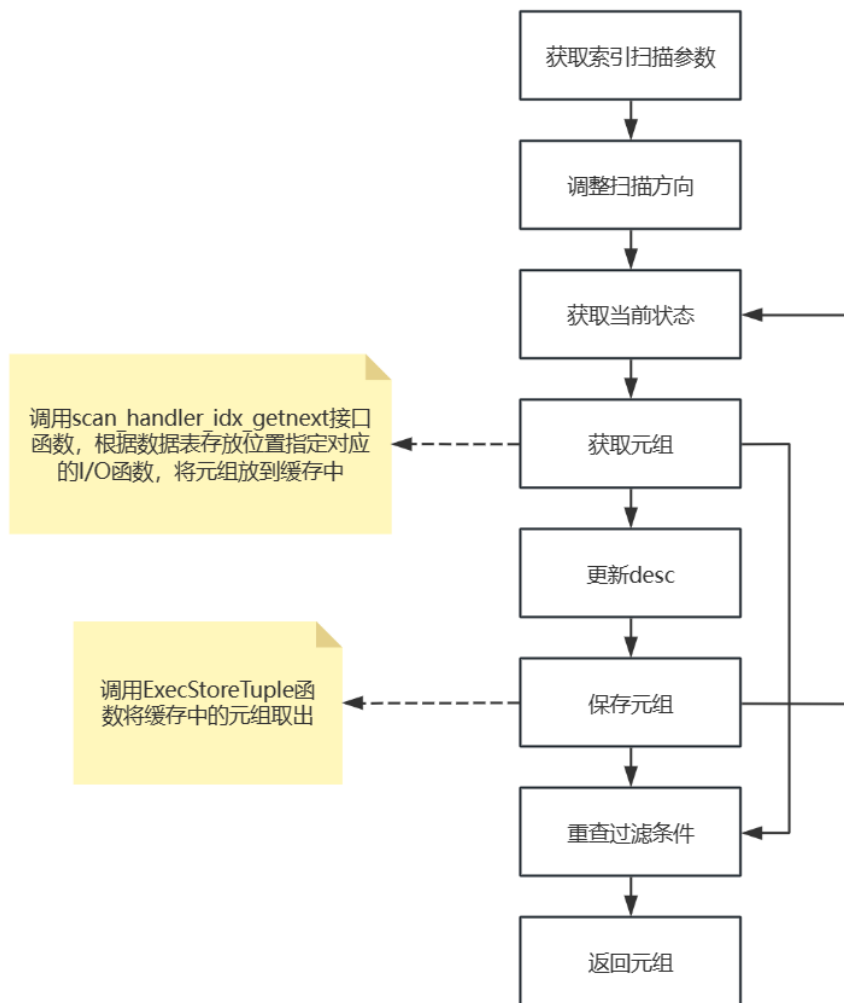 获取索引扫描参数
调整扫描方向
获取当前状态
调用scan_handler_idx_getnext接口
函数，根据数据表存放位置指定对应
的I/O函数，将元组放到缓存中
获取元组
更新desc
调用ExecStoreTuple函
数将缓存中的元组取出
保存元组
重查过滤条件
返回元组